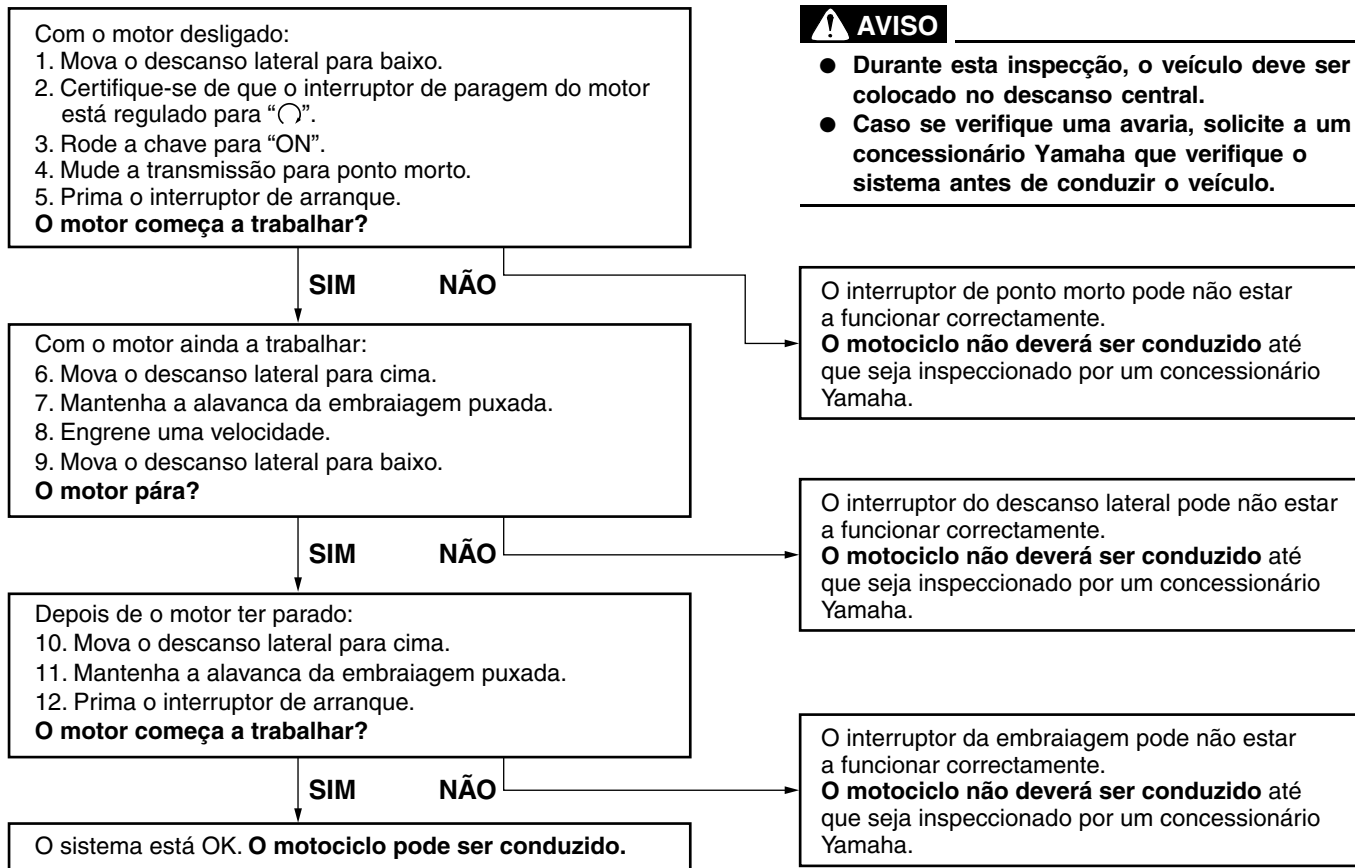 Com o motor desligado:
1. Mova o descanso lateral para baixo.
2. Certifique-se de que o interruptor de paragem do motor
está regulado para “”.
3. Rode a chave para “ON”.
4. Mude a transmissão para ponto morto.
5. Prima o interruptor de arranque.
O motor começa a trabalhar?
AVISO
● Durante esta inspecção, o veículo deve ser
colocado no descanso central.
● Caso se verifique uma avaria, solicite a um
concessionário Yamaha que verifique o
sistema antes de conduzir o veículo.
SIM NÃO
O interruptor de ponto morto pode não estar
a funcionar correctamente.
O motociclo não deverá ser conduzido até
que seja inspeccionado por um concessionário
Yamaha.
Com o motor ainda a trabalhar:
6. Mova o descanso lateral para cima.
7. Mantenha a alavanca da embraiagem puxada.
8. Engrene uma velocidade.
9. Mova o descanso lateral para baixo.
O motor pára?
SIM NÃO
O interruptor do descanso lateral pode não estar
a funcionar correctamente.
O motociclo não deverá ser conduzido até
que seja inspeccionado por um concessionário
Yamaha.
Depois de o motor ter parado:
10. Mova o descanso lateral para cima.
11. Mantenha a alavanca da embraiagem puxada.
12. Prima o interruptor de arranque.
O motor começa a trabalhar?
SIM NÃO
O interruptor da embraiagem pode não estar
a funcionar correctamente.
O motociclo não deverá ser conduzido até
que seja inspeccionado por um concessionário
Yamaha.
O sistema está OK. O motociclo pode ser conduzido.